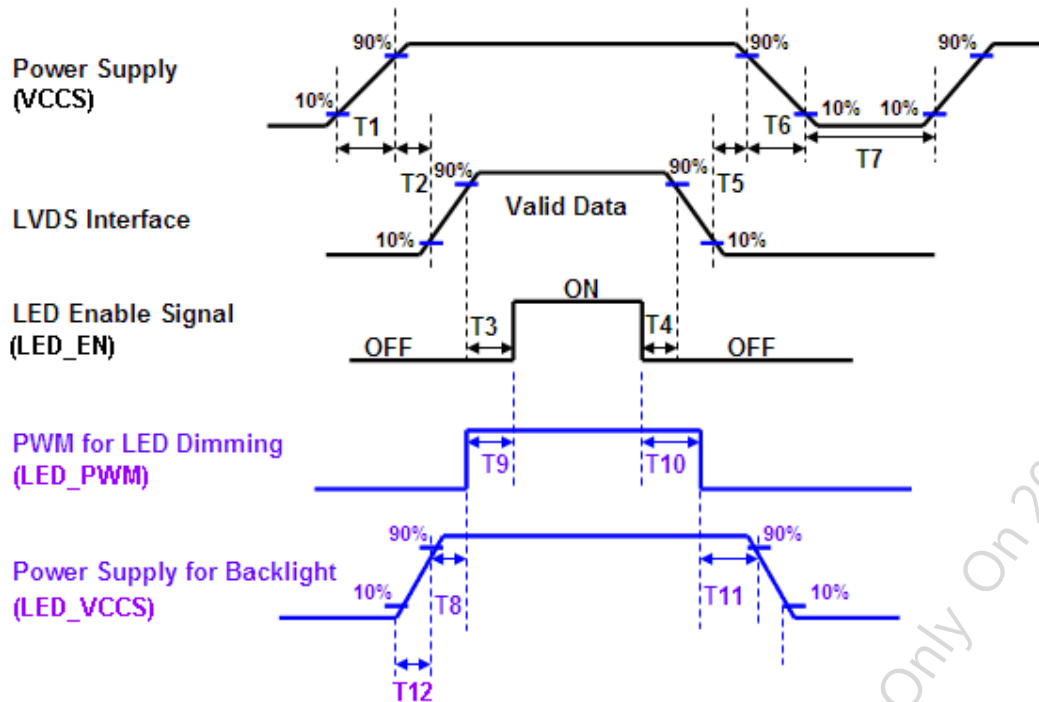 90% 90% 90%
Power Supply
(VCCS)
10% 10% 10%
T1 T6
T7
T2 90% 90% T5
LVDS Interface
Valid Data
10% 10%
LED Enable Signal
(LED_EN)
ON
T3 T4
OFF OFF
PWM for LED Dimming
(LED_PWM)
T9 T10
90% 90%
Power Supply for Backlight
(LED_VCCS)
10% T8 T11 10%
T12
Only On